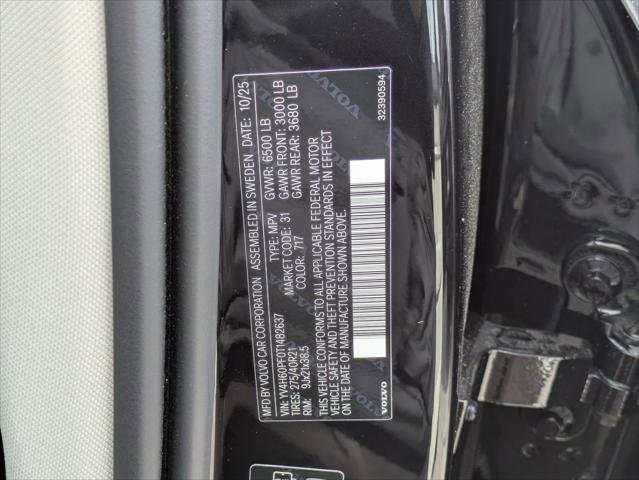 MFD BY VOLVO CAR CORPORATION ASSEMBLED IN SWEDEN DATE: 10/25
VIN: YV4H60PF0T1482637 TYPE: MPV GVWR: 6500 LB
TIRES: 275/40R21 MARKET CODE: 31 GAWR FRONT: 3000 LB
RIM: 9Jx21x38.5 COLOR: 717 GAWR REAR: 3680 LB
THIS VEHICLE CONFORMS TO ALL APPLICABLE FEDERAL MOTOR
VEHICLE SAFETY AND THEFT PREVENTION STANDARDS IN EFFECT
ON THE DATE OF MANUFACTURE SHOWN ABOVE.
VOLVO 32390594